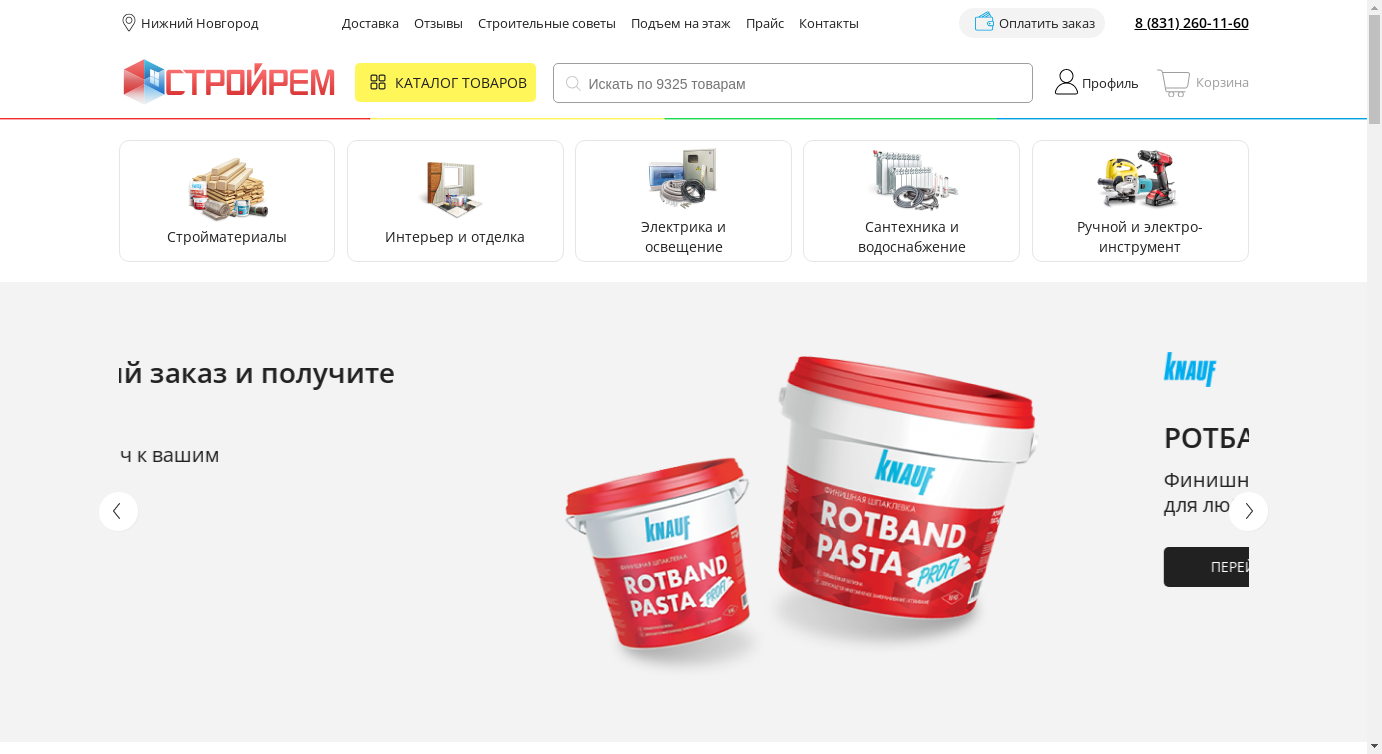 Нижний Новгород
Доставка Отзывы Строительные советы Подъем на этаж Прайс Контакты
Оплатить заказ
8 (831) 260-11-60
СТРОЙРЕМ
КАТАЛОГ ТОВАРОВ
Искать по 9325 товарам
Профиль
Корзина
Стройматериалы
Интерьер и отделка
Электрика и
освещение
Сантехника и
водоснабжение
Ручной и электро-
инструмент
ый заказ и получите
ч к вашим
KNAUF
ФИНИШНАЯ ШПАКЛЕВКА
ROTBAND
PASTA
PROFI
KNAUF
ФИНИШНАЯ ШПАКЛЕВКА
ROTBAND
PASTA
PROFI
KNAUF
РОТБА
Финишн
для лю
ПЕРЕЙ